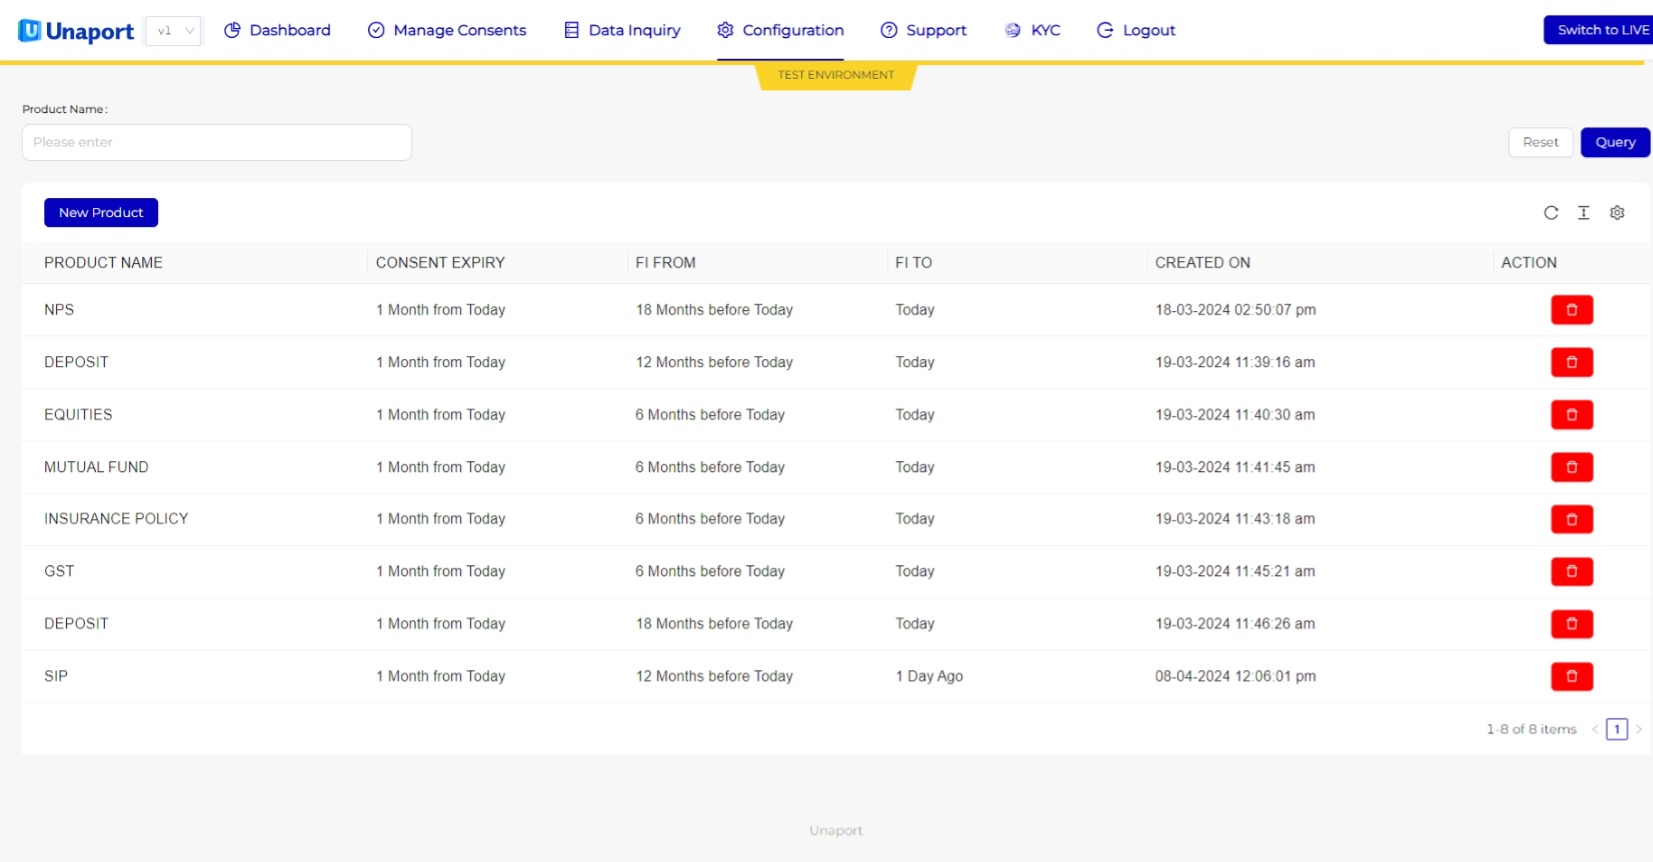 Unaport v1 Dashboard Manage Consents Data Inquiry Configuration Support KYC Logout Switch to LIVE
TEST ENVIRONMENT
Product Name :
Please enter
Reset Query
New Product
PRODUCT NAME CONSENT EXPIRY FI FROM FI TO CREATED ON ACTION
NPS 1 Month from Today 18 Months before Today Today 18-03-2024 02:50:07 pm
DEPOSIT 1 Month from Today 12 Months before Today Today 19-03-2024 11:39:16 am
EQUITIES 1 Month from Today 6 Months before Today Today 19-03-2024 11:40:30 am
MUTUAL FUND 1 Month from Today 6 Months before Today Today 19-03-2024 11:41:45 am
INSURANCE POLICY 1 Month from Today 6 Months before Today Today 19-03-2024 11:43:18 am
GST 1 Month from Today 6 Months before Today Today 19-03-2024 11:45:21 am
DEPOSIT 1 Month from Today 18 Months before Today Today 19-03-2024 11:46:26 am
SIP 1 Month from Today 12 Months before Today 1 Day Ago 08-04-2024 12:06:01 pm
1-8 of 8 items < 1 >
Unaport